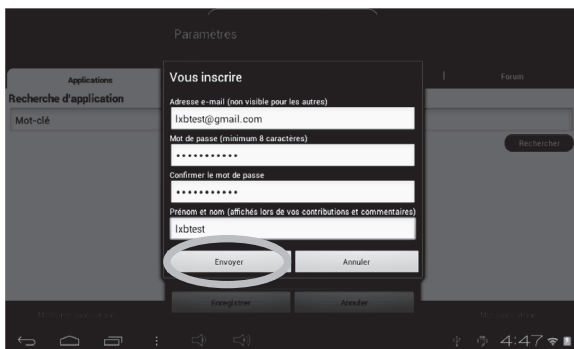 Paramètres
Applications
Forum
Recherche d'application
Mot-clé
Rechercher
Vous inscrire
Adresse e-mail (non visible pour les autres)
lxbtest@gmail.com
Mot de passe (minimum 8 caractères)
•••••••••••
Confirmer le mot de passe
•••••••••••
Prénom et nom (affichés lors de vos contributions et commentaires)
lxbtest
Envoyer
Annuler
Enregistrer
Annuler
4:47